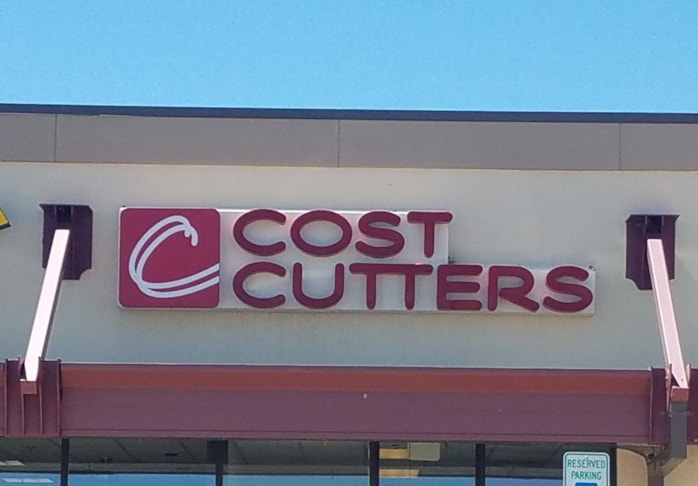 COST
CUTTERS
RESERVED
PARKING